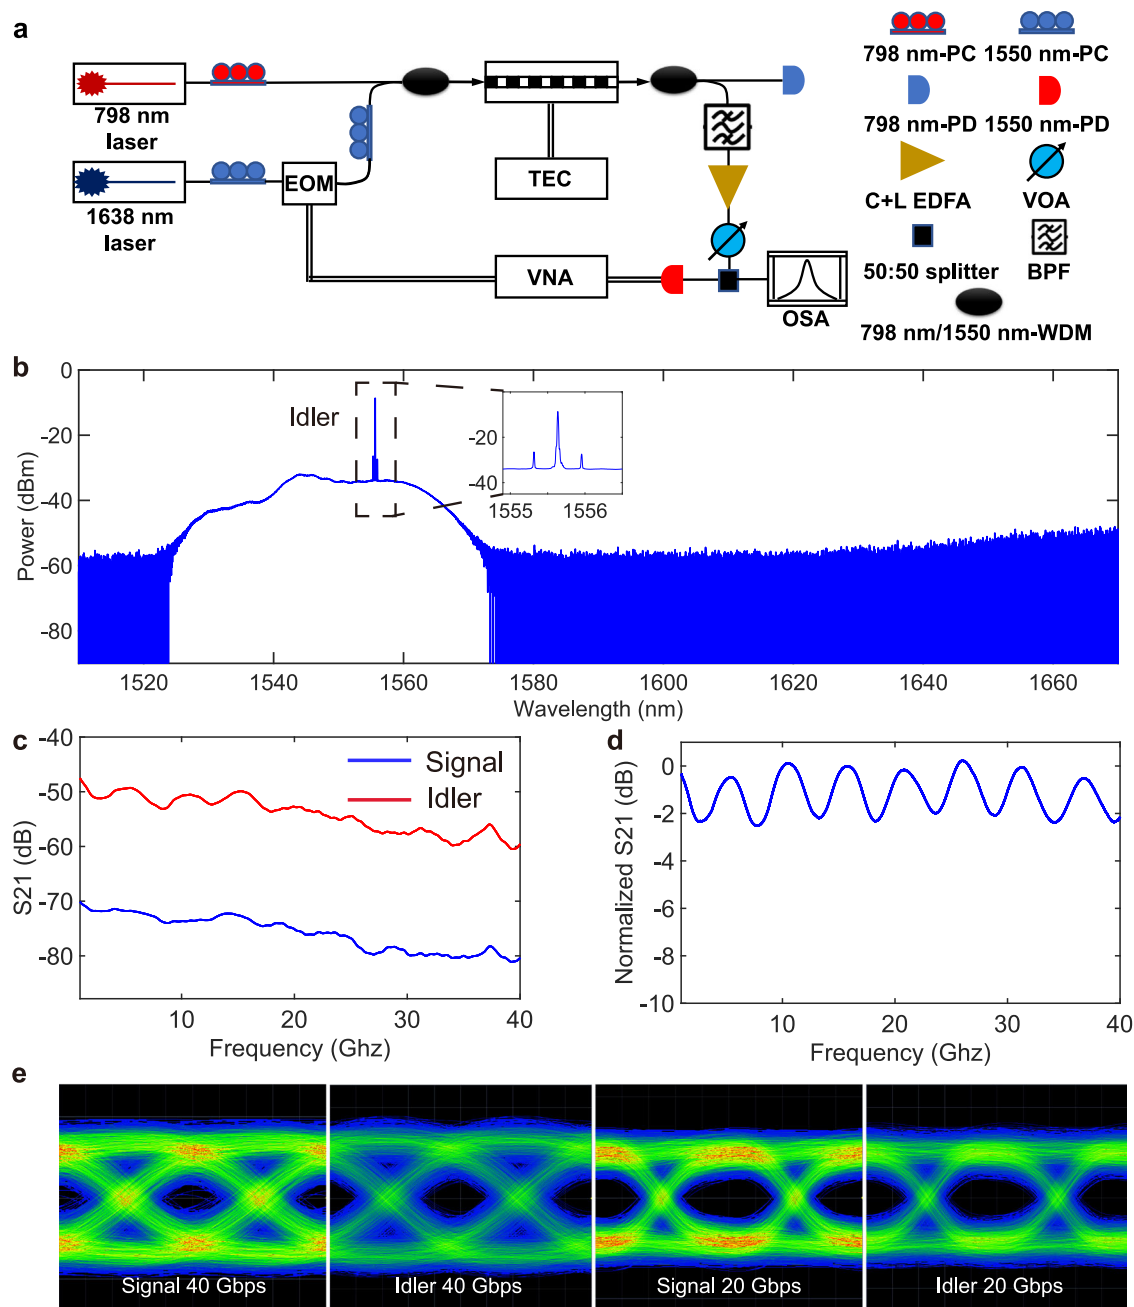 a
798 nm
laser
1638 nm
laser
EOM
TEC
VNA
OSA
798 nm-PC 1550 nm-PC
798 nm-PD 1550 nm-PD
C+L EDFA VOA
50:50 splitter BPF
798 nm/1550 nm-WDM
b
0
-20
-40
-60
-80
Power (dBm)
Idler
-20
-40
1555 1556
1520 1540 1560 1580 1600 1620 1640 1660
Wavelength (nm)
c
-40
-50
-60
-70
-80
S21 (dB)
Signal
Idler
10 20 30 40
Frequency (Ghz)
d
0
-2
-4
-6
-8
-10
Normalized S21 (dB)
10 20 30 40
Frequency (Ghz)
e
Signal 40 Gbps
Idler 40 Gbps
Signal 20 Gbps
Idler 20 Gbps